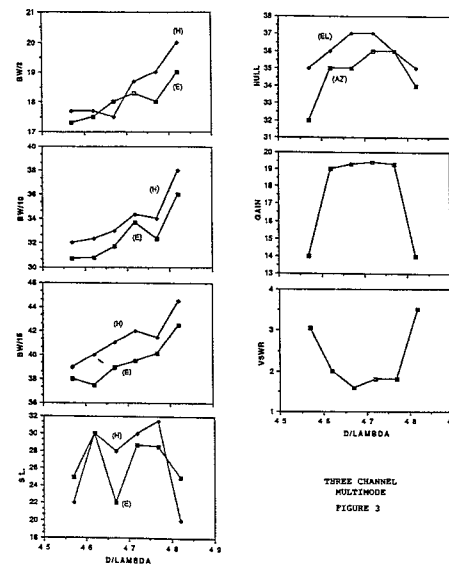 BW/3
21
20
19
18
17
(H)
(E)
BW/10
40
38
36
34
32
30
(H)
(E)
BW/15
46
44
42
40
38
36
(H)
(E)
S.L.
32
30
28
26
24
22
20
18
(H)
(E)
4 5 4 6 4 7 4 8 4 9
D/LAMBDA
NULL
38
37
36
35
34
33
32
31
(EL)
(AZ)
GAIN
20
19
18
17
16
15
14
13
VSWR
4
3
2
1
4 5 4 6 4 7 4 8 4
D/LAMBDA
THREE CHANNEL
MULTIMODE
FIGURE 3